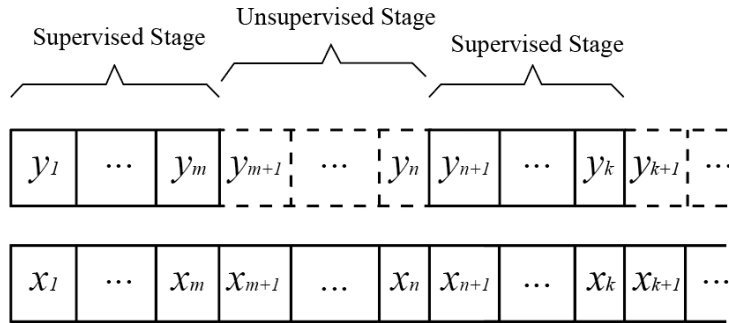 Unsupervised Stage
Supervised Stage Supervised Stage
y₁ ... yₘ yₘ₊₁ ... yₙ yₙ₊₁ ... yₖ yₖ₊₁ ...
x₁ ... xₘ xₘ₊₁ ... xₙ xₙ₊₁ ... xₖ xₖ₊₁ ...